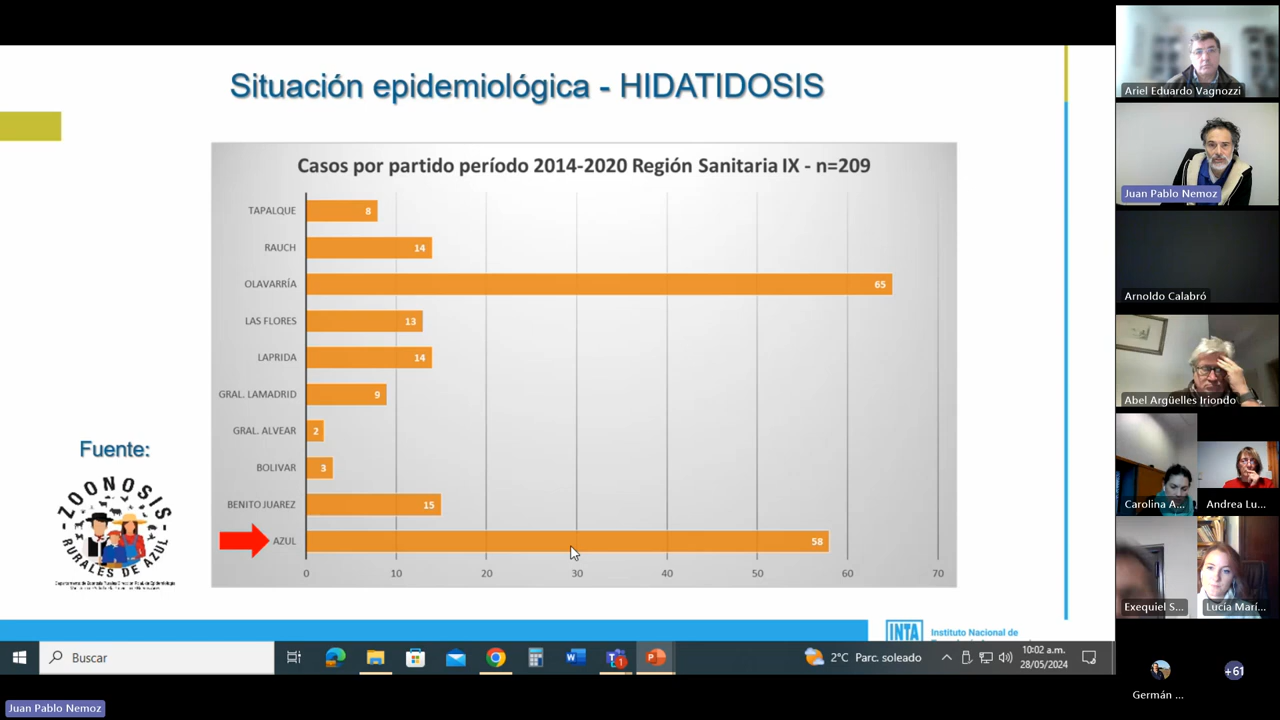 Situación epidemiológica - HIDATIDOSIS
Casos por partido período 2014-2020 Región Sanitaria IX - n=209
TAPALQUE 8
RAUCH 14
OLAVARRÍA 65
LAS FLORES 13
LAPRIDA 14
GRAL. LAMADRID 9
GRAL. ALVEAR 2
BOLIVAR 3
BENITO JUAREZ 15
AZUL 58
0 10 20 30 40 50 60 70
Fuente:
ZOONOSIS
RURALES DE AZUL
INTA
Instituto Nacional de
Buscar
2°C Parc. soleado
10:02 a.m.
28/05/2024
Ariel Eduardo Vagnozzi
Juan Pablo Nemoz
Arnoldo Calabró
Abel Argüelles Iriondo
Carolina A...
Andrea Lu...
Exequiel S...
Lucía Marí...
Germán ...
+61
Juan Pablo Nemoz